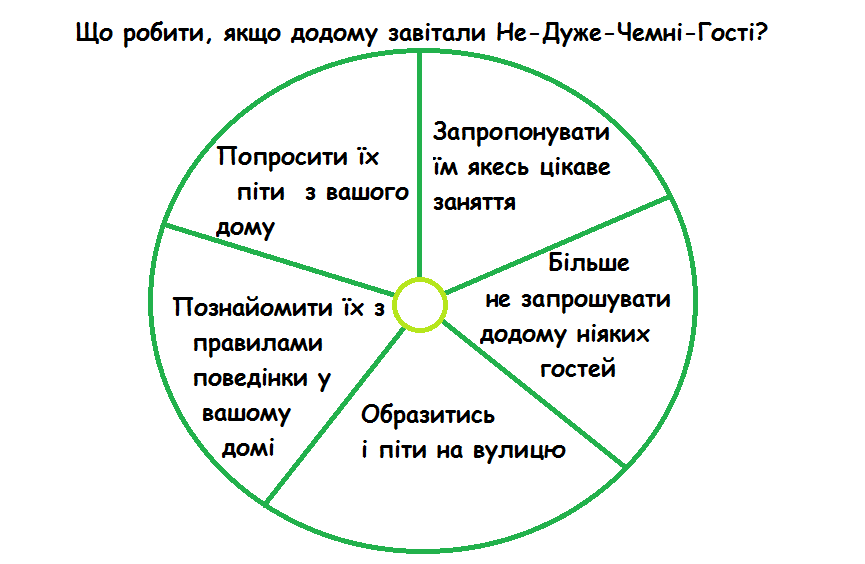 Що робити, якщо додому завітали Не-Дуже-Чемні-Гості?
Запропонувати
їм якесь цікаве
заняття
Більше
не запрошувати
додому ніяких
гостей
Образитись
і піти на вулицю
Познайомити їх з
правилами
поведінки у
вашому
домі
Попросити їх
піти з вашого
дому